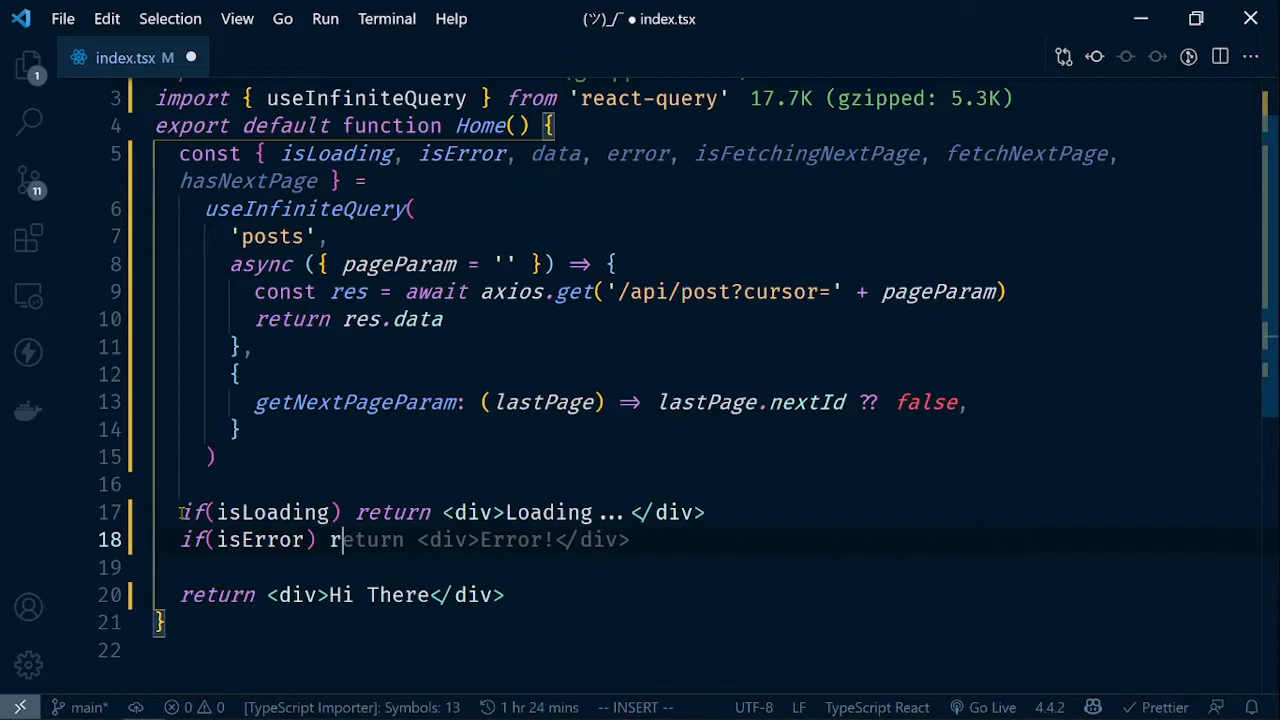 File Edit Selection View Go Run Terminal Help (ツ)_/¯ ● index.tsx
index.tsx M
3 import { useInfiniteQuery } from 'react-query' 17.7K (gzipped: 5.3K)
4 export default function Home() {
5 const { isLoading, isError, data, error, isFetchingNextPage, fetchNextPage,
hasNextPage } =
6 useInfiniteQuery(
7 'posts',
8 async ({ pageParam = '' }) => {
9 const res = await axios.get('/api/post?cursor=' + pageParam)
10 return res.data
11 },
12 {
13 getNextPageParam: (lastPage) => lastPage.nextId ?? false,
14 }
15 )
16
17 if(isLoading) return <div>Loading...</div>
18 if(isError) return <div>Error!</div>
19
20 return <div>Hi There</div>
21 }
22
1
11
main* 0 0 [TypeScript Importer]: Symbols: 13 1 hr 44 mins -- INSERT -- UTF-8 LF TypeScript React Go Live 4.4.2 Prettier